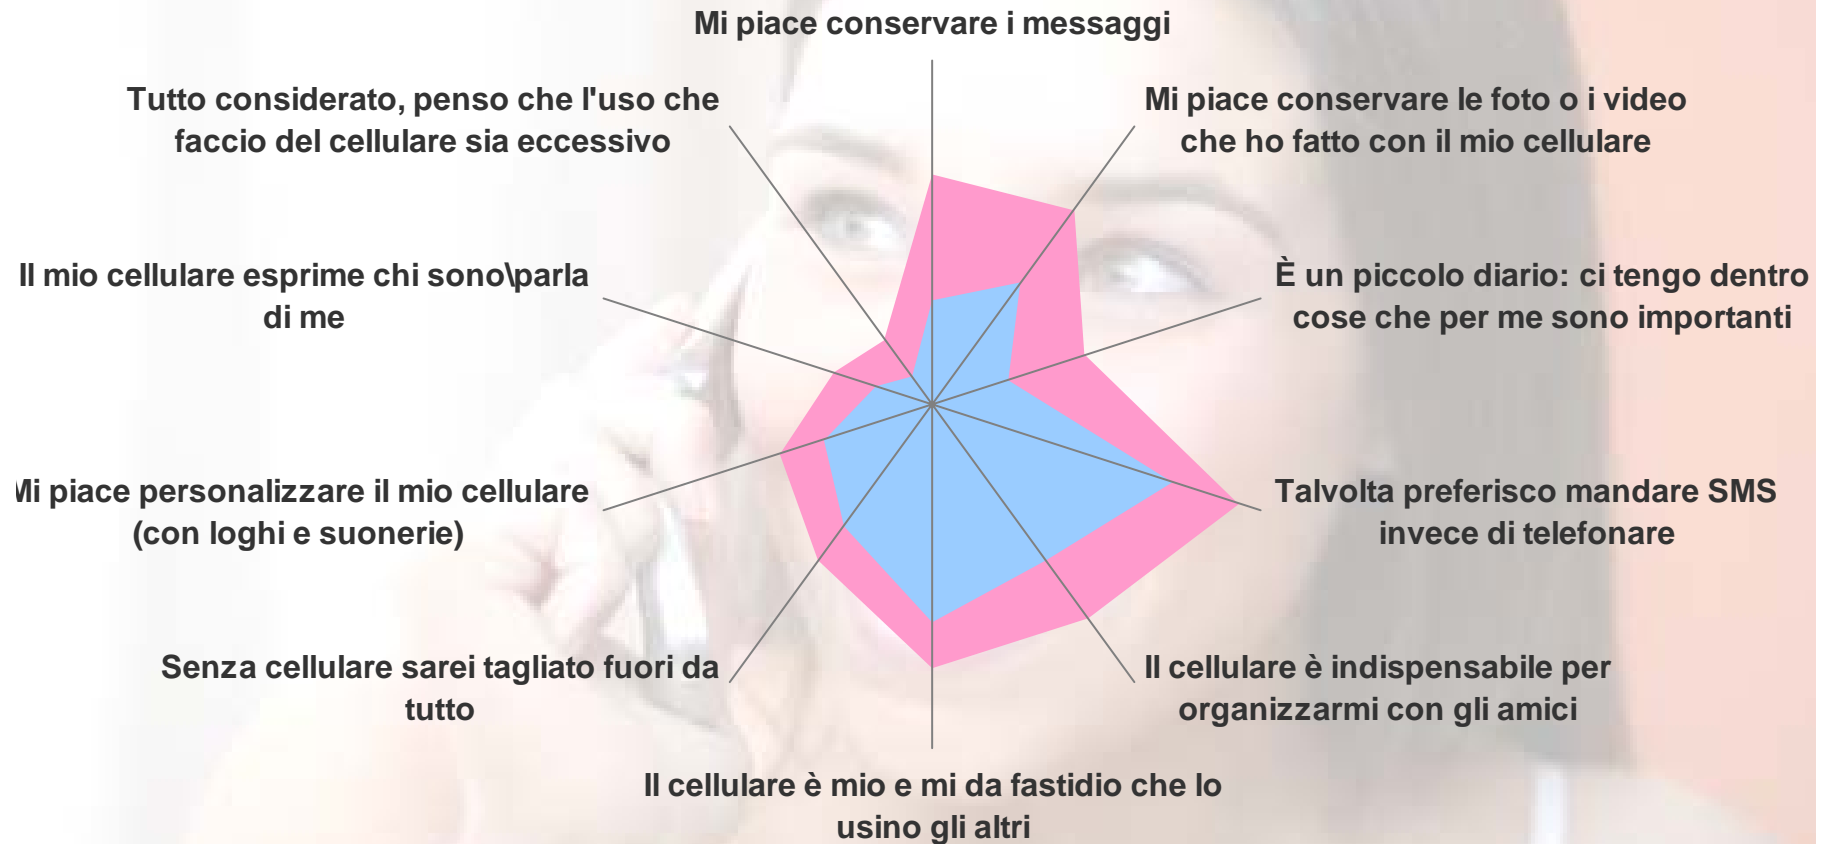 Mi piace conservare i messaggi
Mi piace conservare le foto o i video
che ho fatto con il mio cellulare
È un piccolo diario: ci tengo dentro
cose che per me sono importanti
Talvolta preferisco mandare SMS
invece di telefonare
Il cellulare è indispensabile per
organizzarmi con gli amici
Il cellulare è mio e mi da fastidio che lo
usino gli altri
Senza cellulare sarei tagliato fuori da
tutto
Mi piace personalizzare il mio cellulare
(con loghi e suonerie)
Il mio cellulare esprime chi sono\parla
di me
Tutto considerato, penso che l'uso che
faccio del cellulare sia eccessivo